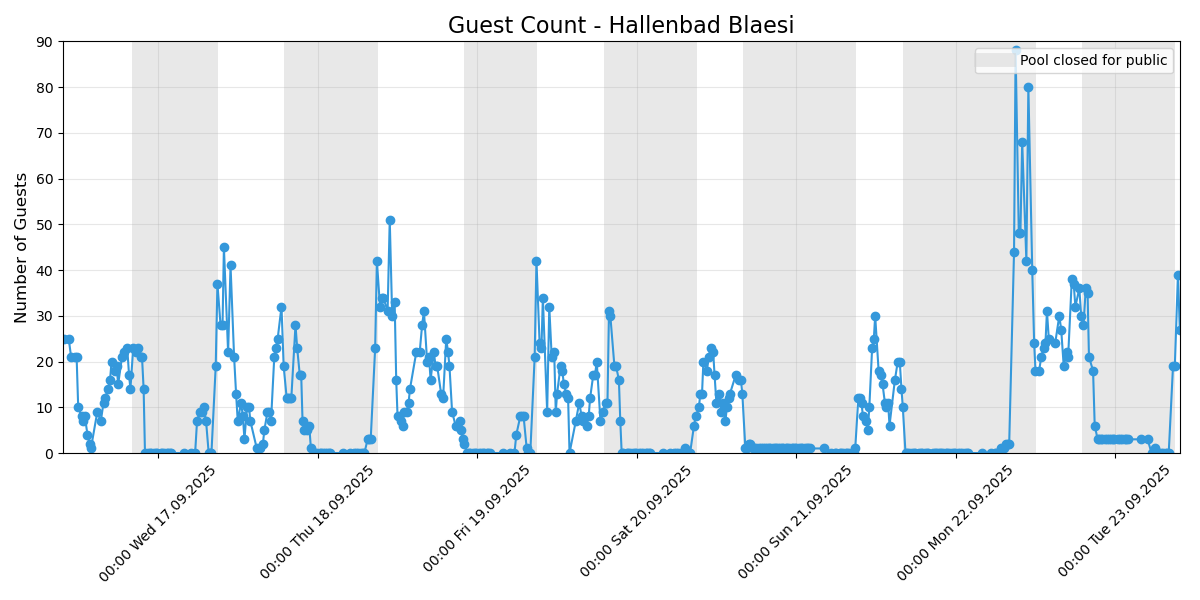 Guest Count - Hallenbad Blaesi
Pool closed for public
Number of Guests
90
80
70
60
50
40
30
20
10
0
00:00 Wed 17.09.2025
00:00 Thu 18.09.2025
00:00 Fri 19.09.2025
00:00 Sat 20.09.2025
00:00 Sun 21.09.2025
00:00 Mon 22.09.2025
00:00 Tue 23.09.2025